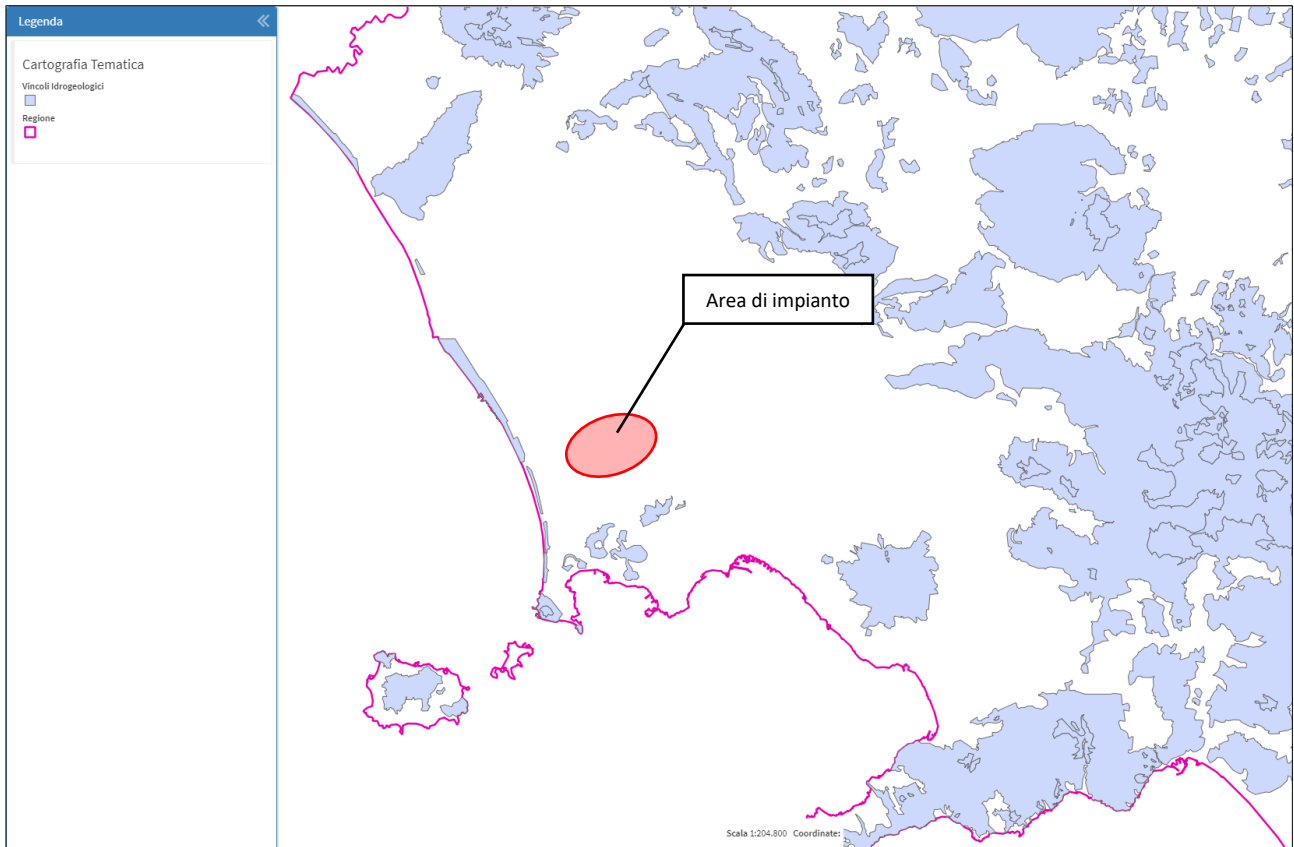 Legenda
Cartografia Tematica
Vincoli Idrogeologici
Regione
Area di impianto
Scala 1:204.800 Coordinate: